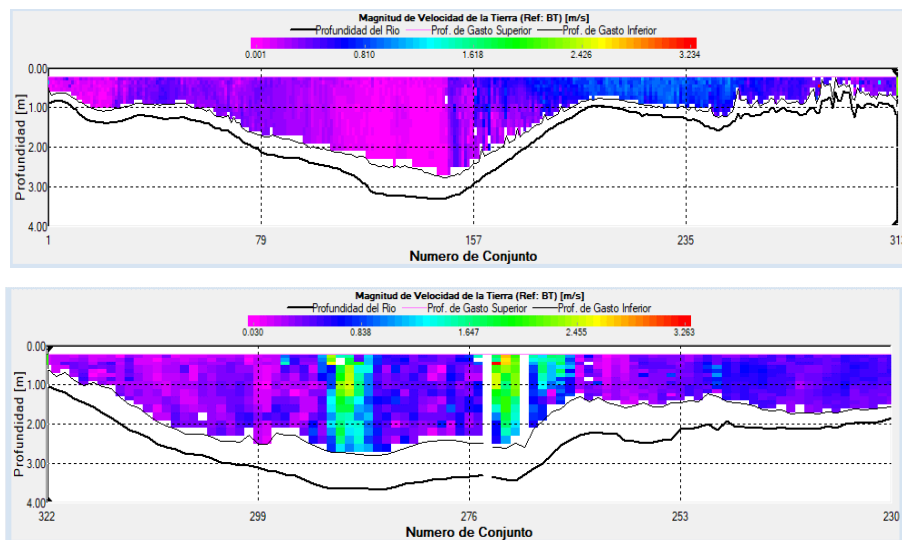 Magnitud de Velocidad de la Tierra (Ref: BT) [m/s]
Profundidad del Rio Prof. de Gasto Superior Prof. de Gasto Inferior
0.001 0.810 1.618 2.426 3.234
Profundidad [m]
0.00
1.00
2.00
3.00
4.00
1 79 157 235 313
Numero de Conjunto
Magnitud de Velocidad de la Tierra (Ref: BT) [m/s]
Profundidad del Rio Prof. de Gasto Superior Prof. de Gasto Inferior
0.030 0.838 1.647 2.455 3.263
Profundidad [m]
0.00
1.00
2.00
3.00
4.00
322 299 276 253 230
Numero de Conjunto